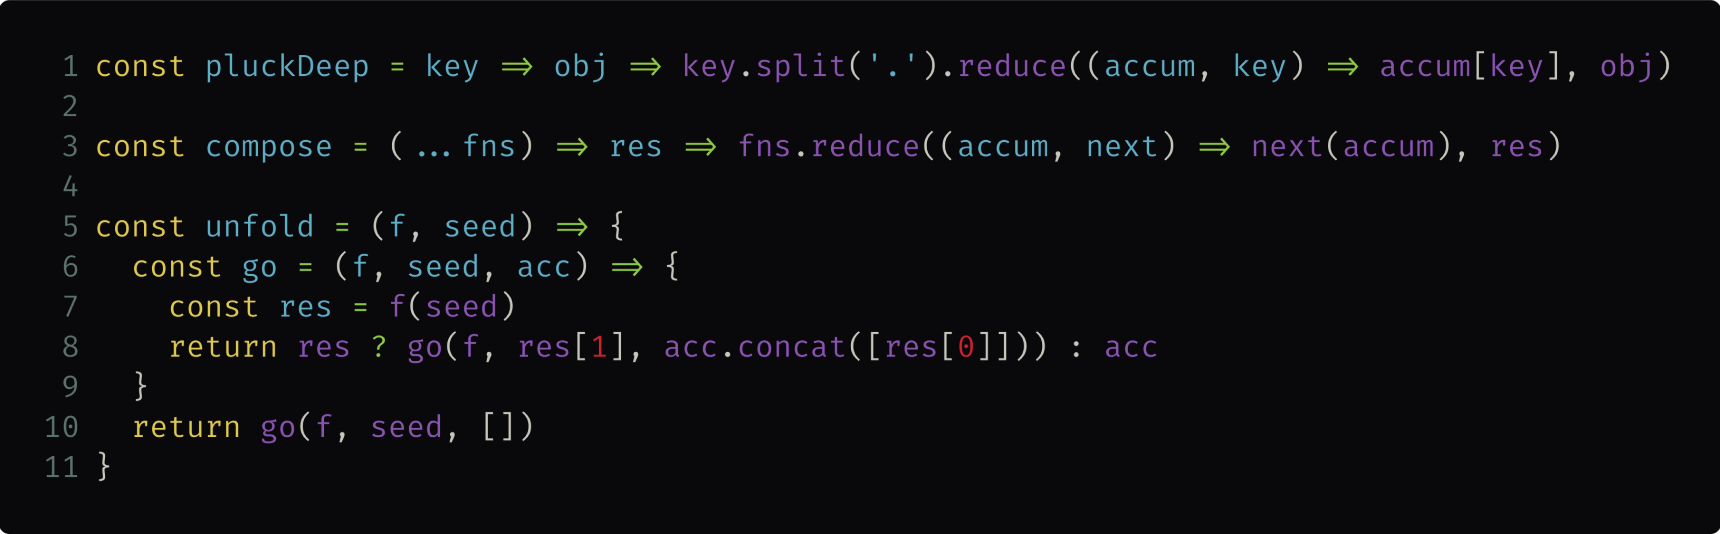 1 const pluckDeep = key => obj => key.split('.').reduce((accum, key) => accum[key], obj)
2
3 const compose = (...fns) => res => fns.reduce((accum, next) => next(accum), res)
4
5 const unfold = (f, seed) => {
6   const go = (f, seed, acc) => {
7     const res = f(seed)
8     return res ? go(f, res[1], acc.concat([res[0]])) : acc
9   }
10   return go(f, seed, [])
11 }